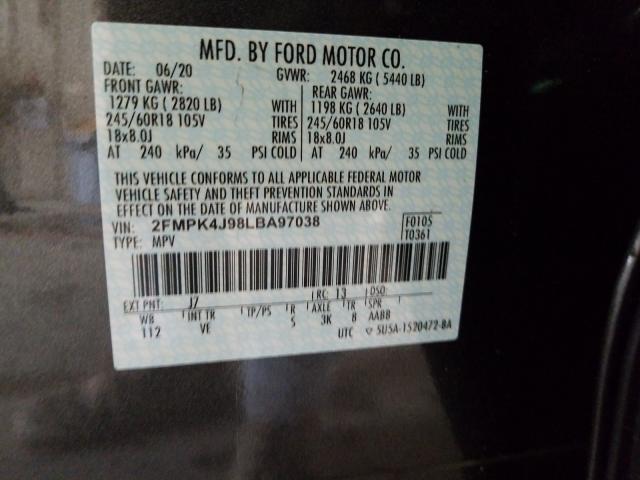 MFD. BY FORD MOTOR CO.
DATE: 06/20 GVWR: 2468 KG ( 5440 LB)
FRONT GAWR: REAR GAWR:
1279 KG ( 2820 LB) WITH 1198 KG ( 2640 LB) WITH
245/60R18 105V TIRES 245/60R18 105V TIRES
18x8.0J RIMS 18x8.0J RIMS
AT 240 kPa/ 35 PSI COLD AT 240 kPa/ 35 PSI COLD
THIS VEHICLE CONFORMS TO ALL APPLICABLE FEDERAL MOTOR
VEHICLE SAFETY AND THEFT PREVENTION STANDARDS IN
EFFECT ON THE DATE OF MANUFACTURE SHOWN ABOVE.
VIN: 2FMPK4J98LBA97038 F0105
TYPE: MPV T0361
EXT PNT: J7 RC: 13 DSO:
WB INT TR TP/PS R AXLE TR SPR
112 VE 5 3K 8 AABB
UTC 5U5A-1520472-BA